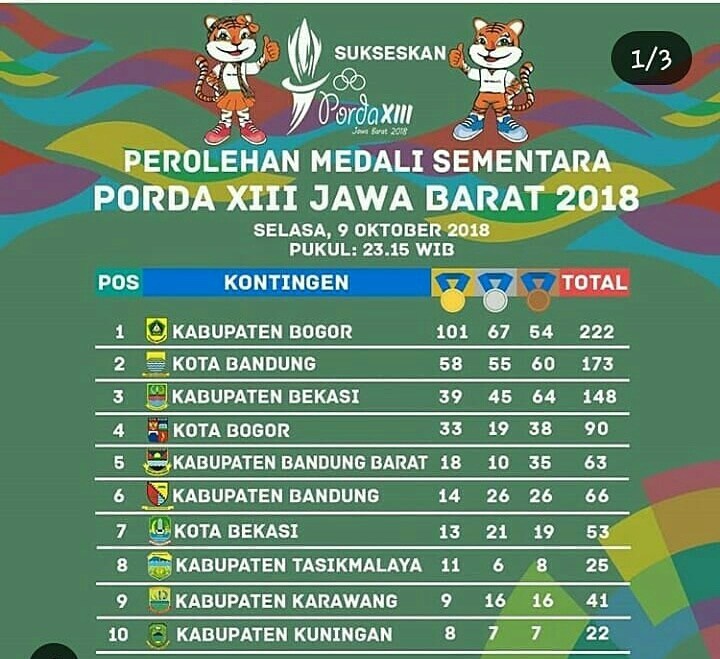 1/3
SUKSESKAN
Porda XIII
Jawa Barat 2018
PEROLEHAN MEDALI SEMENTARA
PORDA XIII JAWA BARAT 2018
SELASA, 9 OKTOBER 2018
PUKUL: 23.15 WIB
POS KONTINGEN TOTAL
1 KABUPATEN BOGOR 101 67 54 222
2 KOTA BANDUNG 58 55 60 173
3 KABUPATEN BEKASI 39 45 64 148
4 KOTA BOGOR 33 19 38 90
5 KABUPATEN BANDUNG BARAT 18 10 35 63
6 KABUPATEN BANDUNG 14 26 26 66
7 KOTA BEKASI 13 21 19 53
8 KABUPATEN TASIKMALAYA 11 6 8 25
9 KABUPATEN KARAWANG 9 16 16 41
10 KABUPATEN KUNINGAN 8 7 7 22